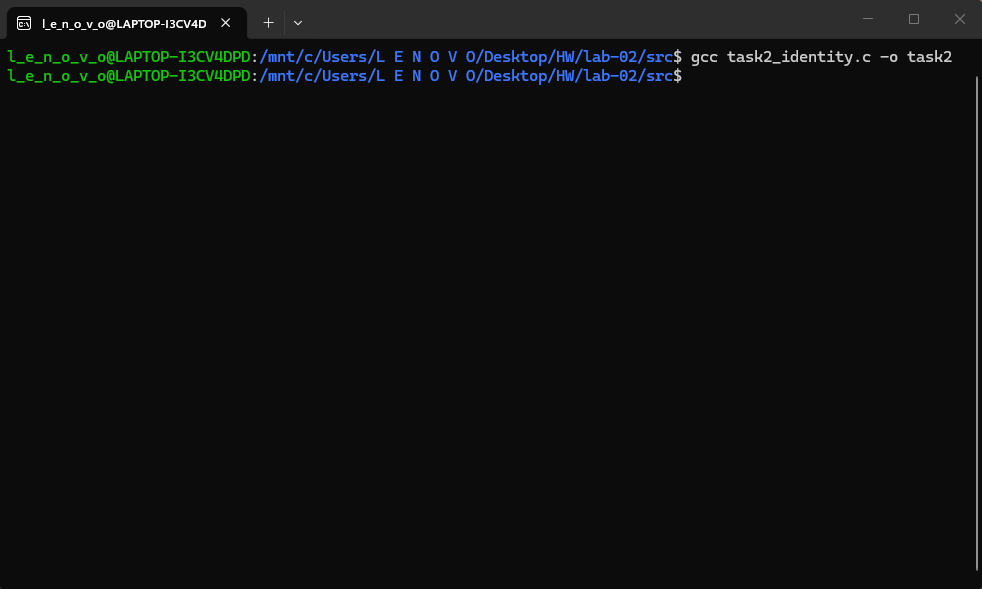 l_e_n_o_v_o@LAPTOP-I3CV4D
l_e_n_o_v_o@LAPTOP-I3CV4DPD:/mnt/c/Users/L E N O V O/Desktop/HW/lab-02/src$ gcc task2_identity.c -o task2
l_e_n_o_v_o@LAPTOP-I3CV4DPD:/mnt/c/Users/L E N O V O/Desktop/HW/lab-02/src$